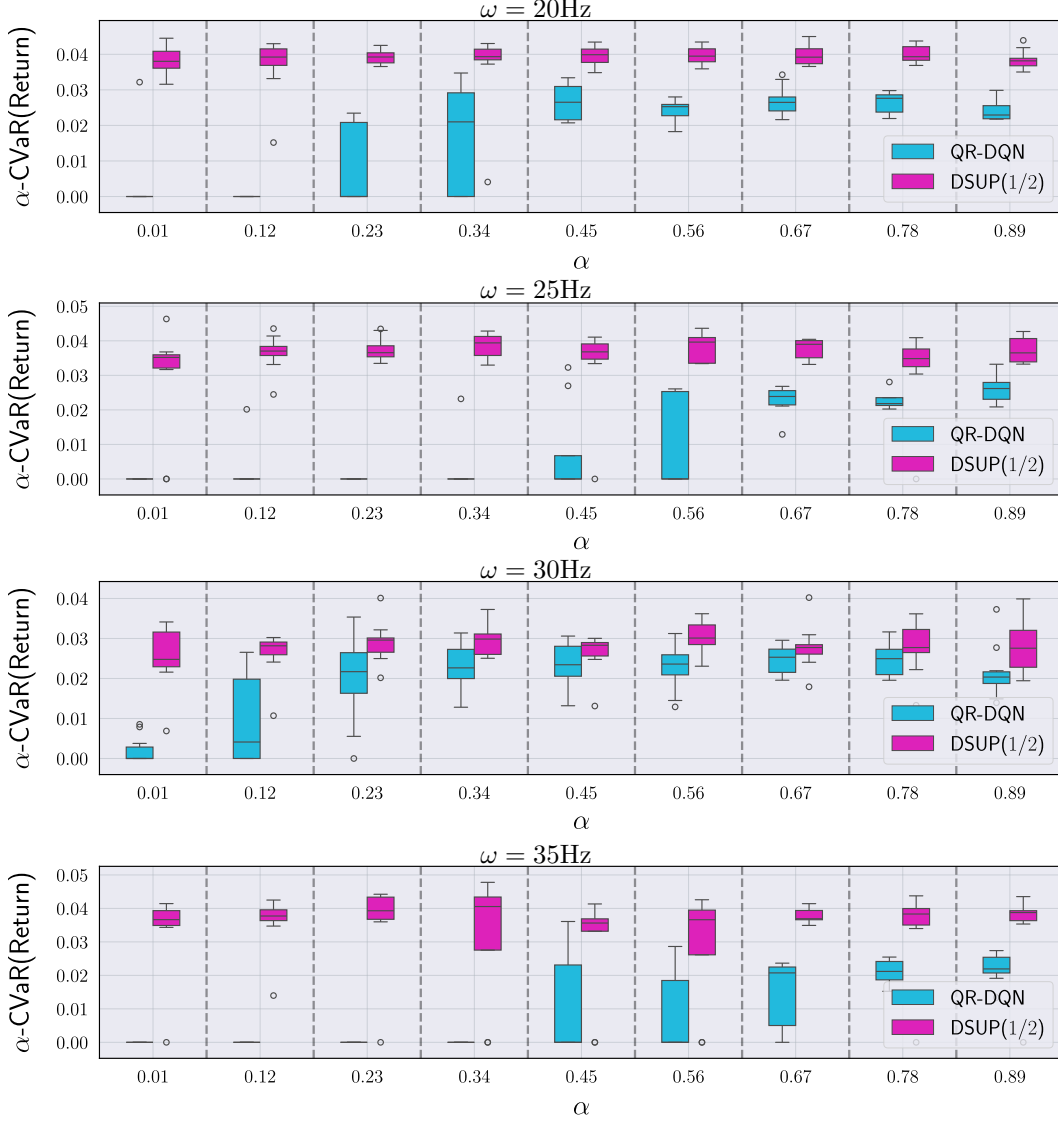 ω = 20Hz
α-CVaR(Return)
0.04
0.03
0.02
0.01
0.00
QR-DQN
DSUP(1/2)
0.01 0.12 0.23 0.34 0.45 0.56 0.67 0.78 0.89
α
ω = 25Hz
α-CVaR(Return)
0.05
0.04
0.03
0.02
0.01
0.00
QR-DQN
DSUP(1/2)
0.01 0.12 0.23 0.34 0.45 0.56 0.67 0.78 0.89
α
ω = 30Hz
α-CVaR(Return)
0.04
0.03
0.02
0.01
0.00
QR-DQN
DSUP(1/2)
0.01 0.12 0.23 0.34 0.45 0.56 0.67 0.78 0.89
α
ω = 35Hz
α-CVaR(Return)
0.05
0.04
0.03
0.02
0.01
0.00
QR-DQN
DSUP(1/2)
0.01 0.12 0.23 0.34 0.45 0.56 0.67 0.78 0.89
α